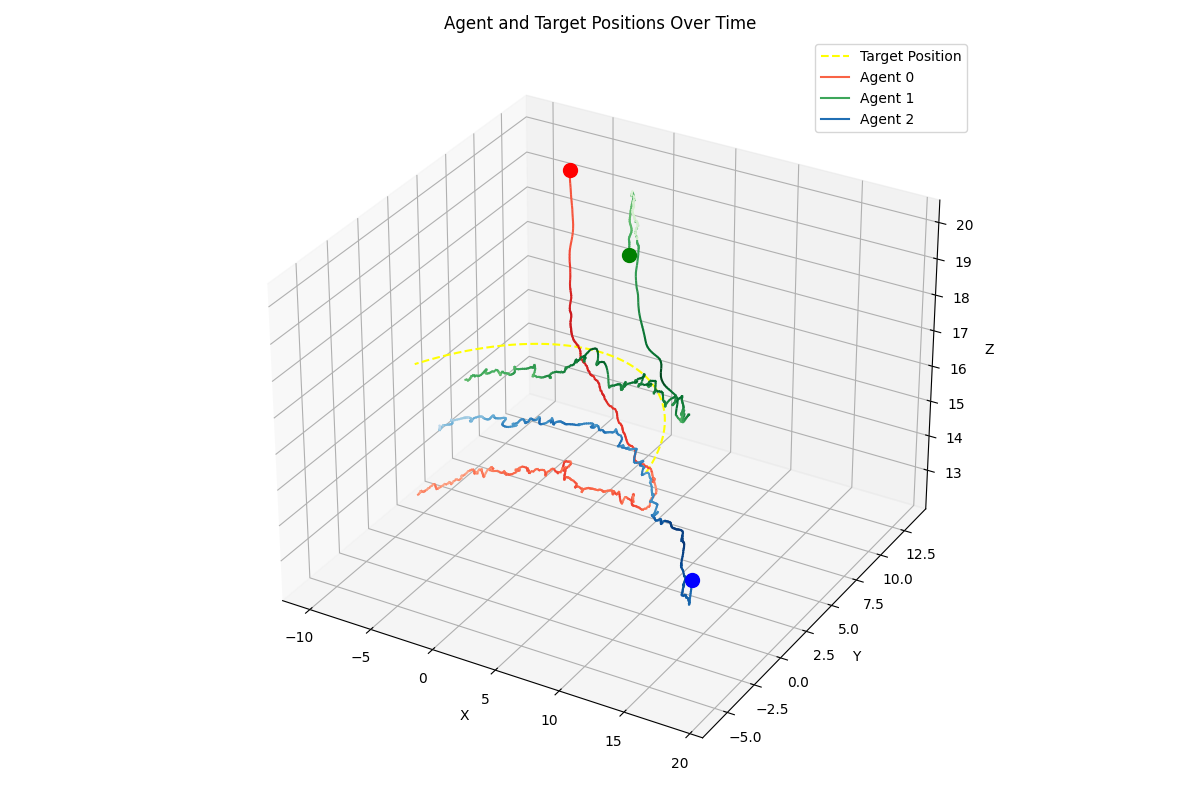 Agent and Target Positions Over Time
Target Position
Agent 0
Agent 1
Agent 2
20
19
18
17
16
15
14
13
Z
12.5
10.0
7.5
5.0
2.5
0.0
−2.5
−5.0
Y
−10
−5
0
5
10
15
20
X